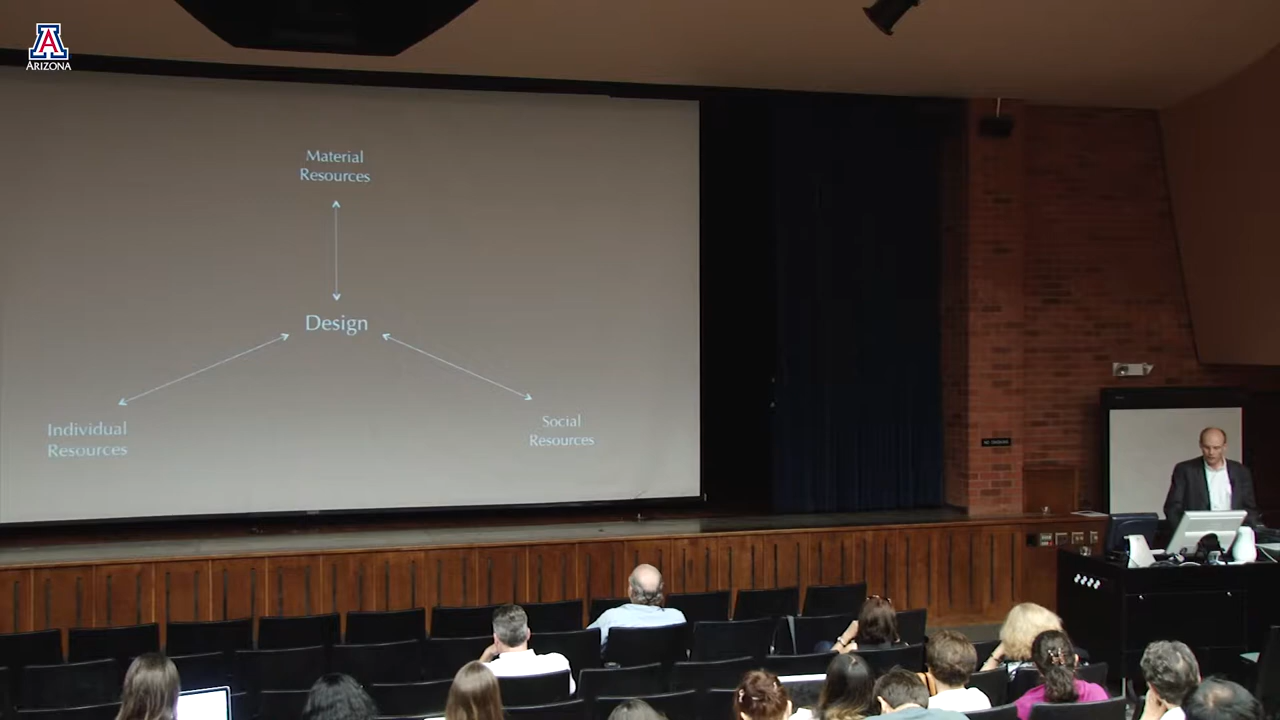 A
ARIZONA
Material
Resources
Design
Individual
Resources
Social
Resources